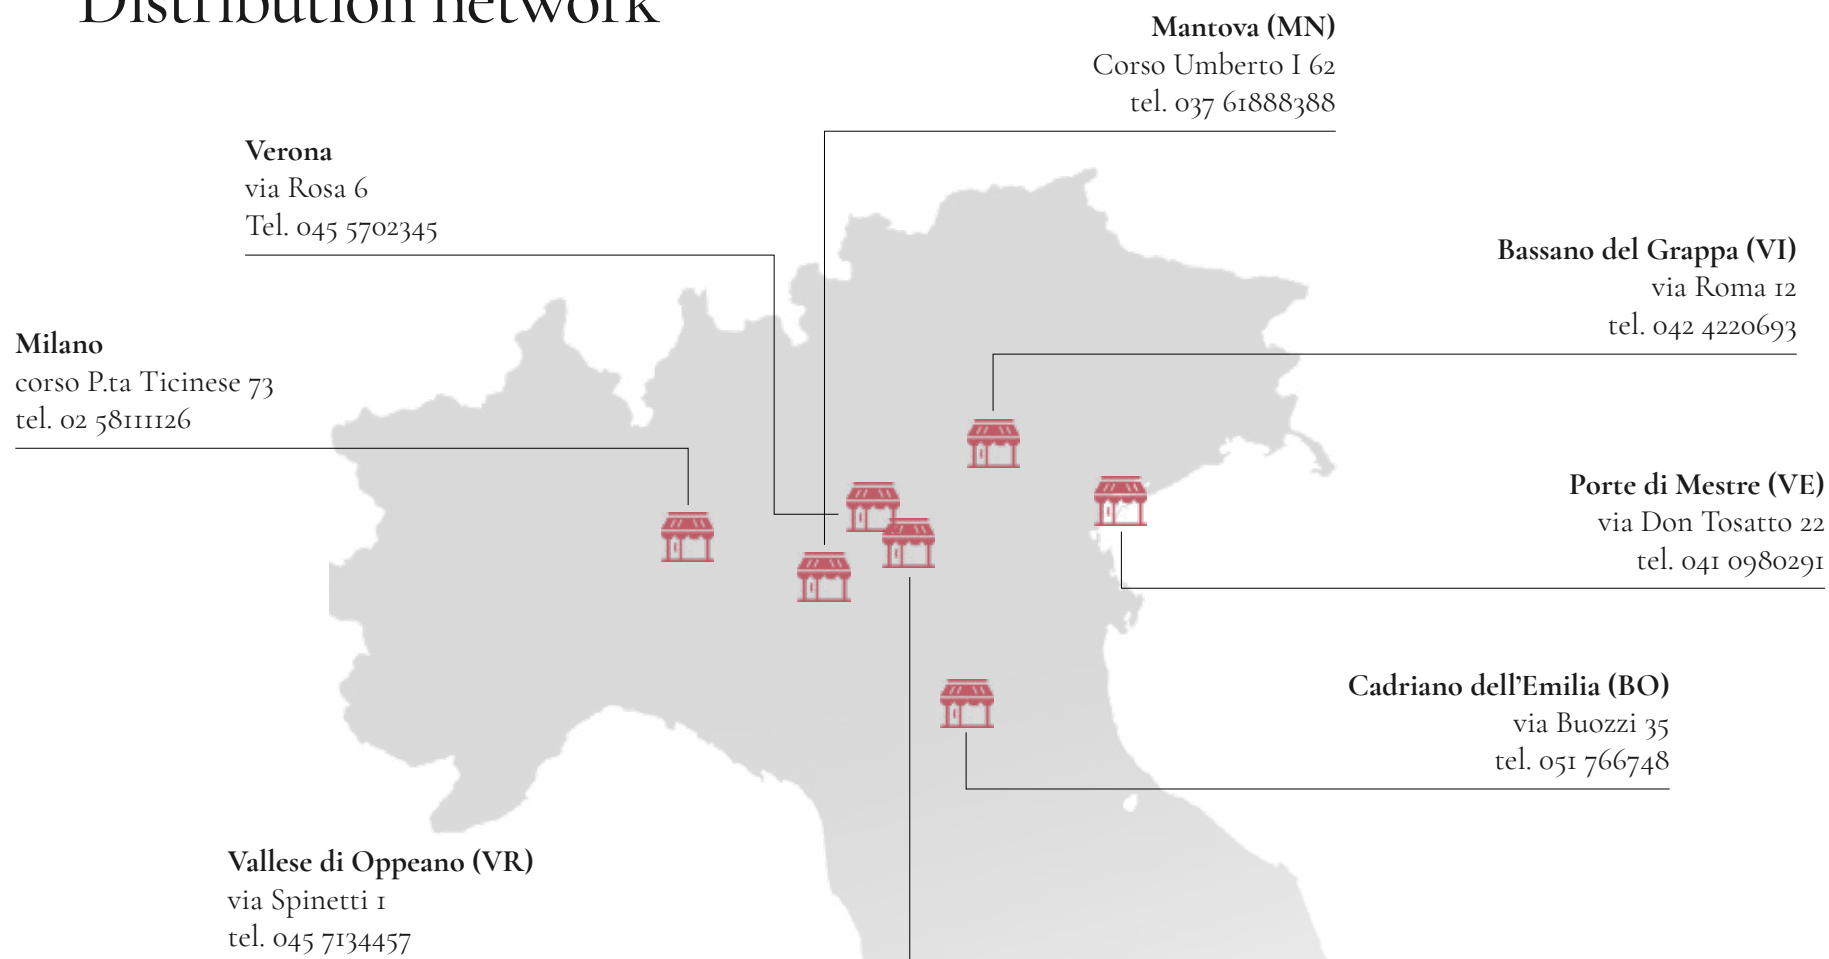 Distribution network
Mantova (MN)
Corso Umberto I 62
tel. 037 61888388
Verona
via Rosa 6
Tel. 045 5702345
Bassano del Grappa (VI)
via Roma 12
tel. 042 4220693
Milano
corso P.ta Ticinese 73
tel. 02 58111126
Porte di Mestre (VE)
via Don Tosatto 22
tel. 041 0980291
Cadriano dell’Emilia (BO)
via Buozzi 35
tel. 051 766748
Vallese di Oppeano (VR)
via Spinetti 1
tel. 045 7134457